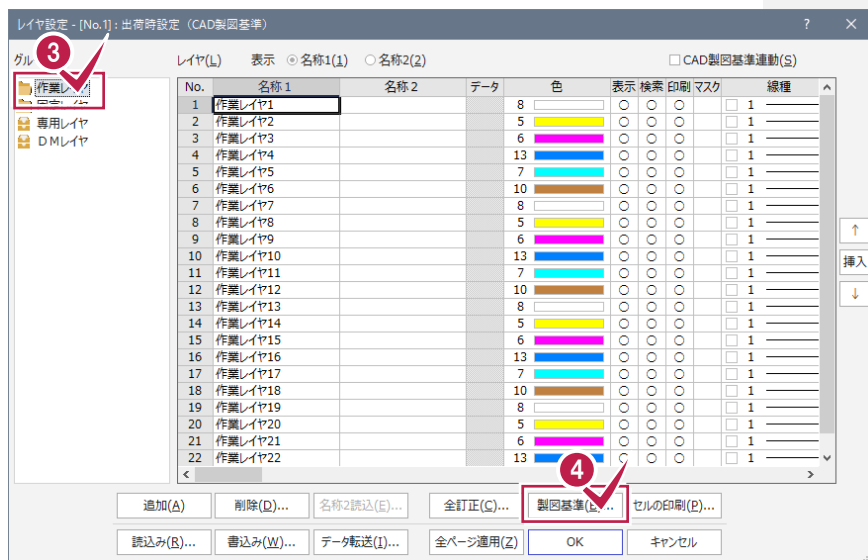 レイヤ設定 - [No.1] : 出荷時設定（CAD製図基準） ? ×
3
グル
レイヤ(L) 表示 名称1(1) 名称2(2) CAD製図基準連動(S)
作業レイヤ
専用レイヤ
ＤＭレイヤ
No. 名称１ 名称２ データ 色 表示 検索 印刷 マスク 線種
1 作業レイヤ1 8 ○ ○ ○ 1
2 作業レイヤ2 5 ○ ○ ○ 1
3 作業レイヤ3 6 ○ ○ ○ 1
4 作業レイヤ4 13 ○ ○ ○ 1
5 作業レイヤ5 7 ○ ○ ○ 1
6 作業レイヤ6 10 ○ ○ ○ 1
7 作業レイヤ7 8 ○ ○ ○ 1
8 作業レイヤ8 5 ○ ○ ○ 1
9 作業レイヤ9 6 ○ ○ ○ 1
10 作業レイヤ10 13 ○ ○ ○ 1
11 作業レイヤ11 7 ○ ○ ○ 1
12 作業レイヤ12 10 ○ ○ ○ 1
13 作業レイヤ13 8 ○ ○ ○ 1
14 作業レイヤ14 5 ○ ○ ○ 1
15 作業レイヤ15 6 ○ ○ ○ 1
16 作業レイヤ16 13 ○ ○ ○ 1
17 作業レイヤ17 7 ○ ○ ○ 1
18 作業レイヤ18 10 ○ ○ ○ 1
19 作業レイヤ19 8 ○ ○ ○ 1
20 作業レイヤ20 5 ○ ○ ○ 1
21 作業レイヤ21 6 ○ ○ ○ 1
22 作業レイヤ22 13 ○ ○ 1
↑
挿入
↓
4
追加(A) 削除(D)... 名称2読込(E)... 全訂正(C)... 製図基準 セルの印刷(P)...
読込み(R)... 書込み(W)... データ転送(I)... 全ページ適用(Z) OK キャンセル